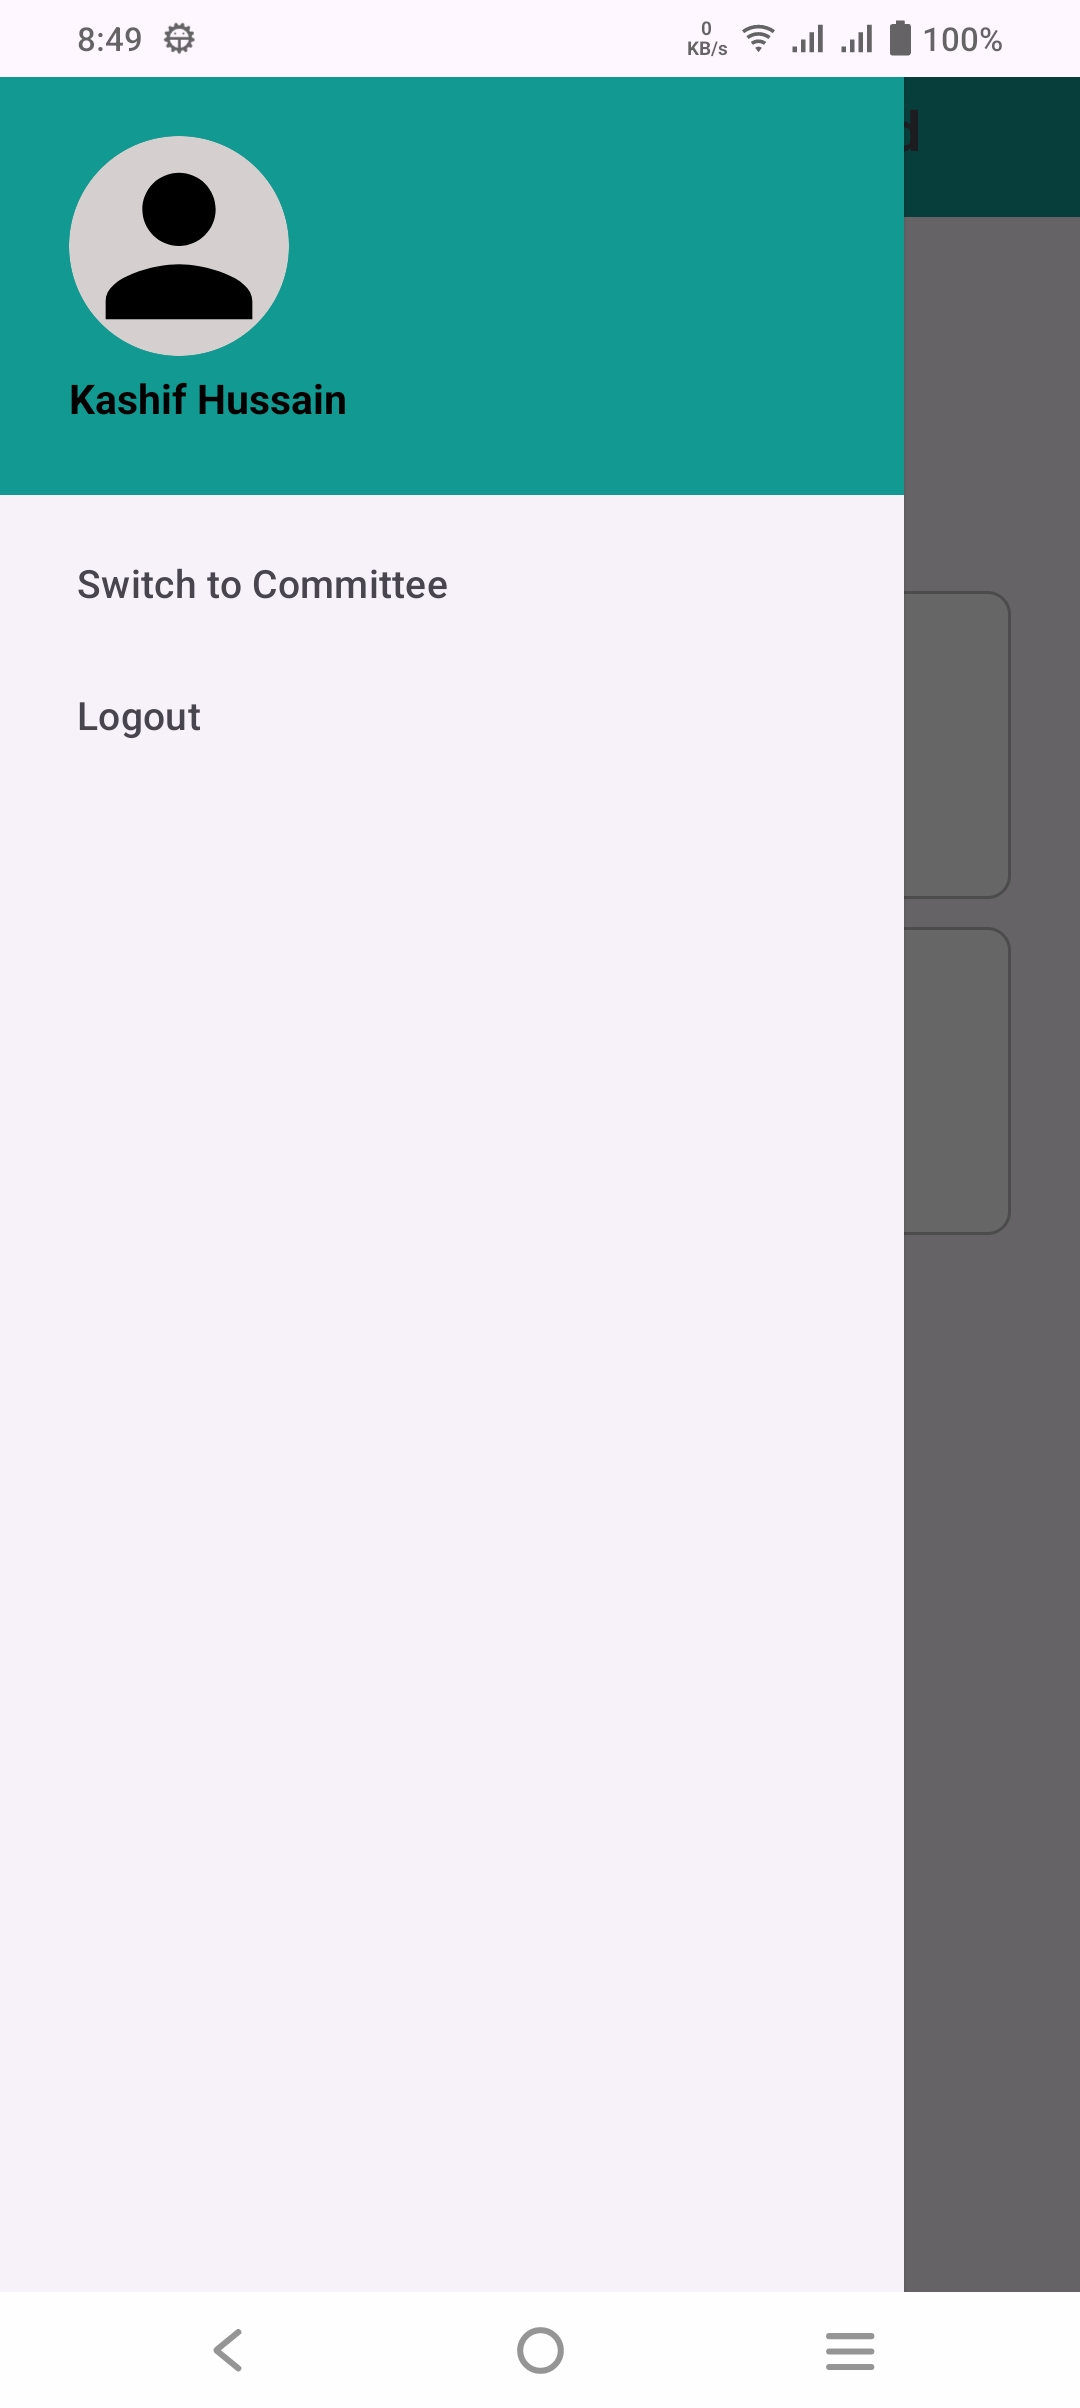 8:49
0
KB/s
100%
d
Kashif Hussain
Switch to Committee
Logout